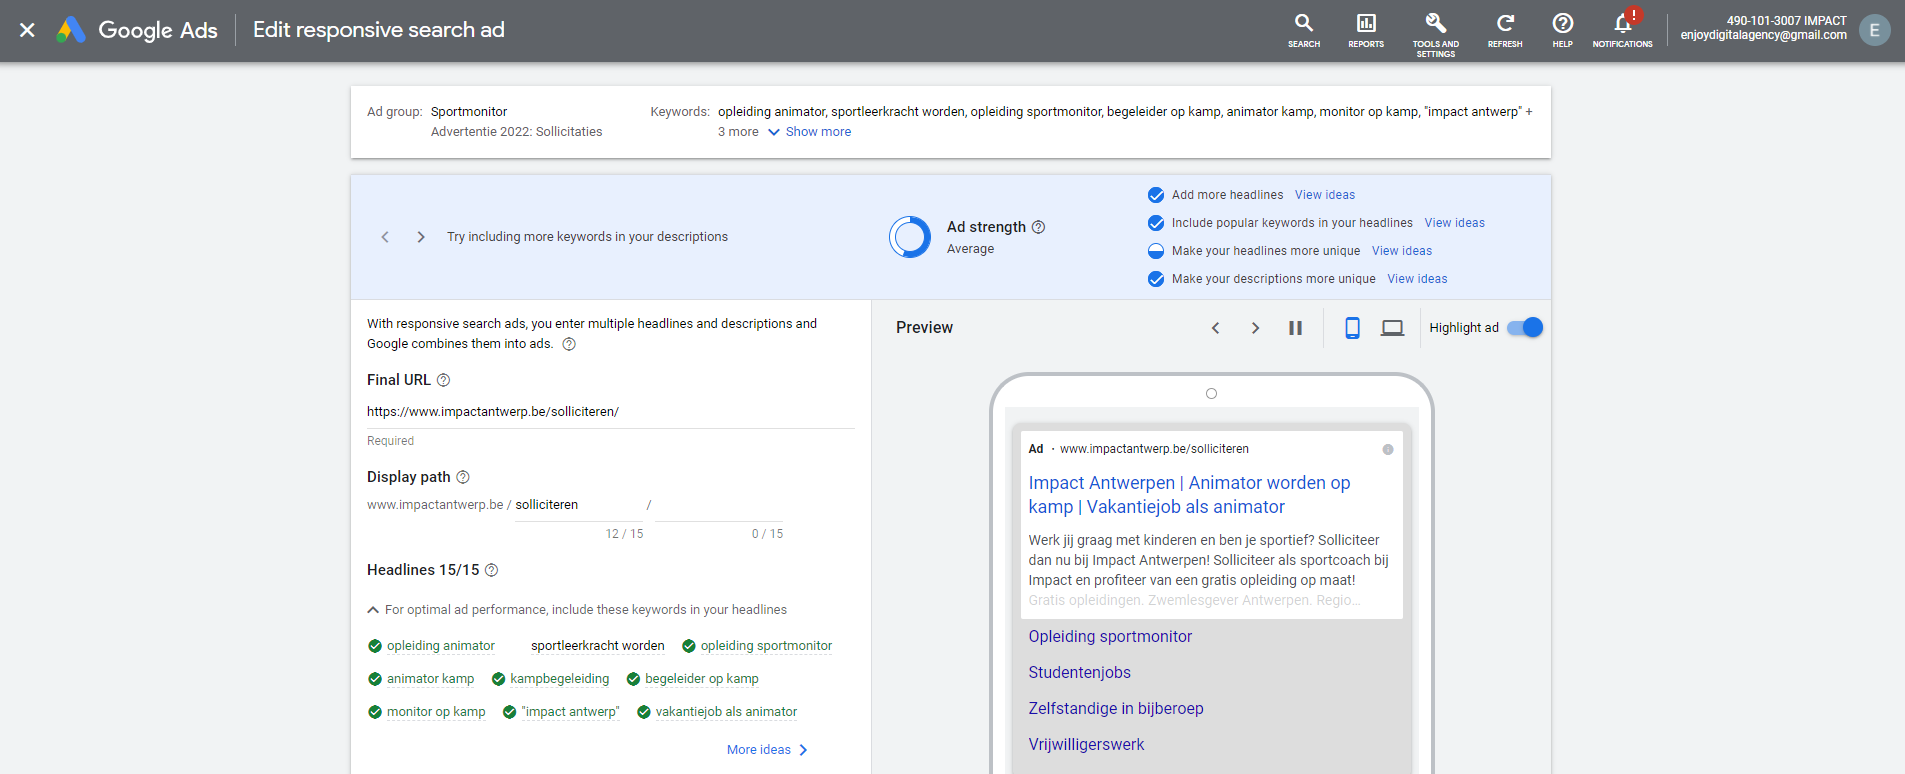 Google Ads
Edit responsive search ad
SEARCH
REPORTS
TOOLS AND
SETTINGS
REFRESH
HELP
!
NOTIFICATIONS
490-101-3007 IMPACT
enjoydigitalagency@gmail.com
E
Ad group: Sportmonitor
Advertentie 2022: Sollicitaties
Keywords: opleiding animator, sportleerkracht worden, opleiding sportmonitor, begeleider op kamp, animator kamp, monitor op kamp, "impact antwerp" +
3 more Show more
Try including more keywords in your descriptions
Ad strength ?
Average
Add more headlines View ideas
Include popular keywords in your headlines View ideas
Make your headlines more unique View ideas
Make your descriptions more unique View ideas
With responsive search ads, you enter multiple headlines and descriptions and
Google combines them into ads. ?
Final URL ?
https://www.impactantwerp.be/solliciteren/
Required
Display path ?
www.impactantwerp.be / solliciteren /
12 / 15 0 / 15
Headlines 15/15 ?
For optimal ad performance, include these keywords in your headlines
opleiding animator sportleerkracht worden opleiding sportmonitor
animator kamp kampbegeleiding begeleider op kamp
monitor op kamp "impact antwerp" vakantiejob als animator
More ideas
Preview
Highlight ad
Ad · www.impactantwerp.be/solliciteren
Impact Antwerpen | Animator worden op
kamp | Vakantiejob als animator
Werk jij graag met kinderen en ben je sportief? Solliciteer
dan nu bij Impact Antwerpen! Solliciteer als sportcoach bij
Impact en profiteer van een gratis opleiding op maat!
Gratis opleidingen. Zwemlesgever Antwerpen. Regio...
Opleiding sportmonitor
Studentenjobs
Zelfstandige in bijberoep
Vrijwilligerswerk